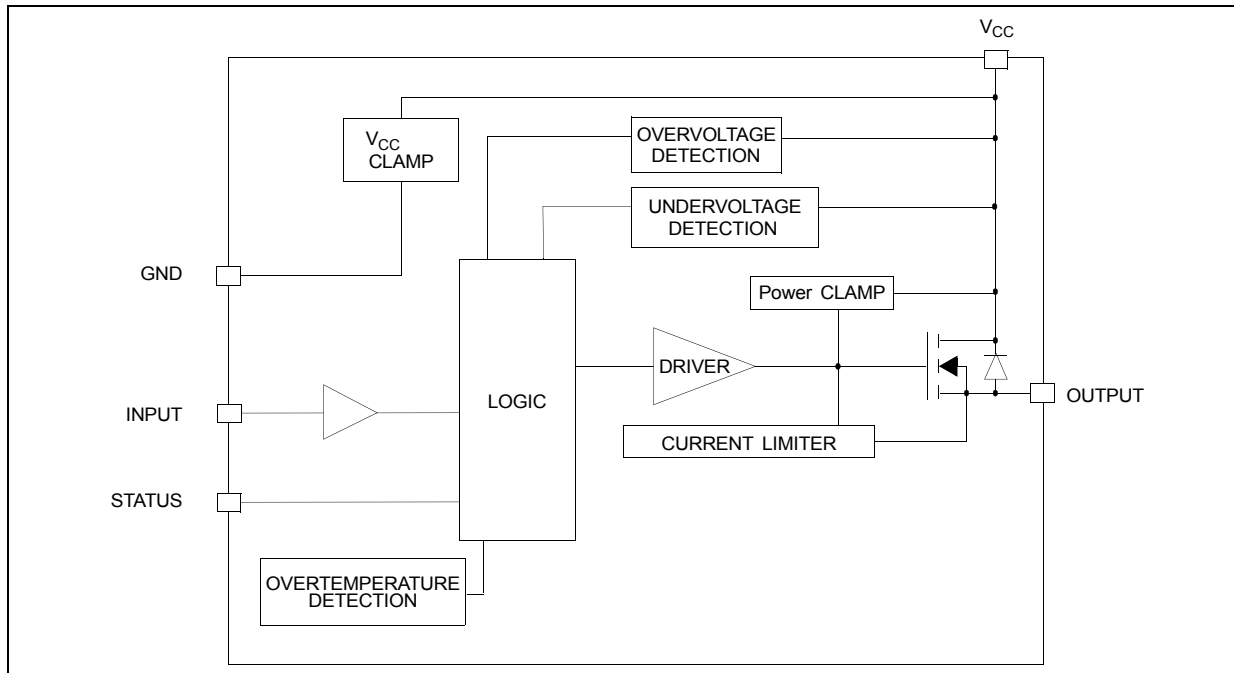 VCC
VCC
CLAMP
OVERVOLTAGE
DETECTION
UNDERVOLTAGE
DETECTION
GND
Power CLAMP
DRIVER
LOGIC
INPUT
OUTPUT
CURRENT LIMITER
STATUS
OVERTEMPERATURE
DETECTION